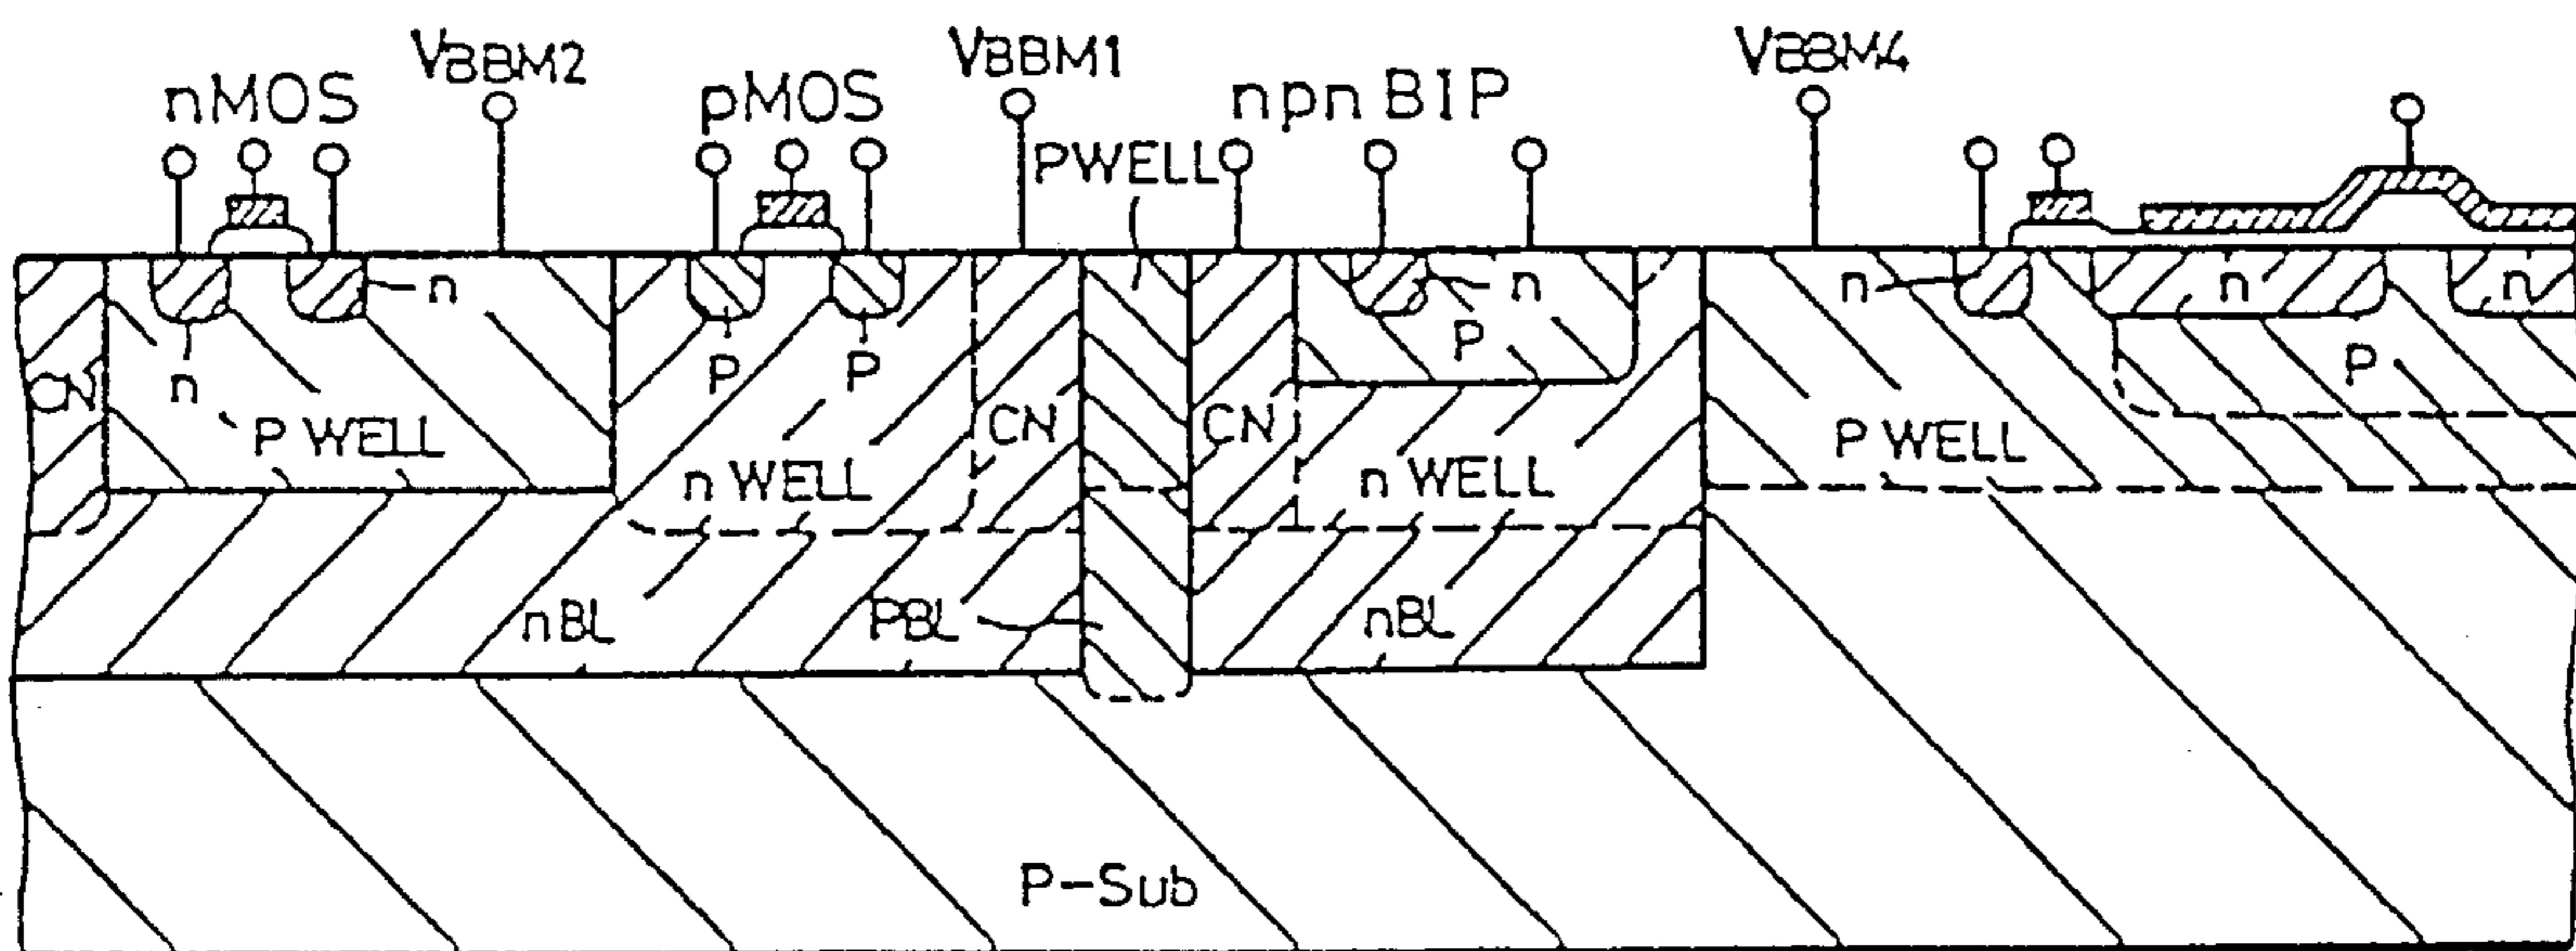 VBBM2
VBBM1
VBBM4
nMOS
pMOS
npn BIP
PWELL
n
n
n
n
n
P
P
P
P
n
CN
CN
CN
P WELL
n WELL
n WELL
P WELL
nBL
PBL
nBL
P-Sub